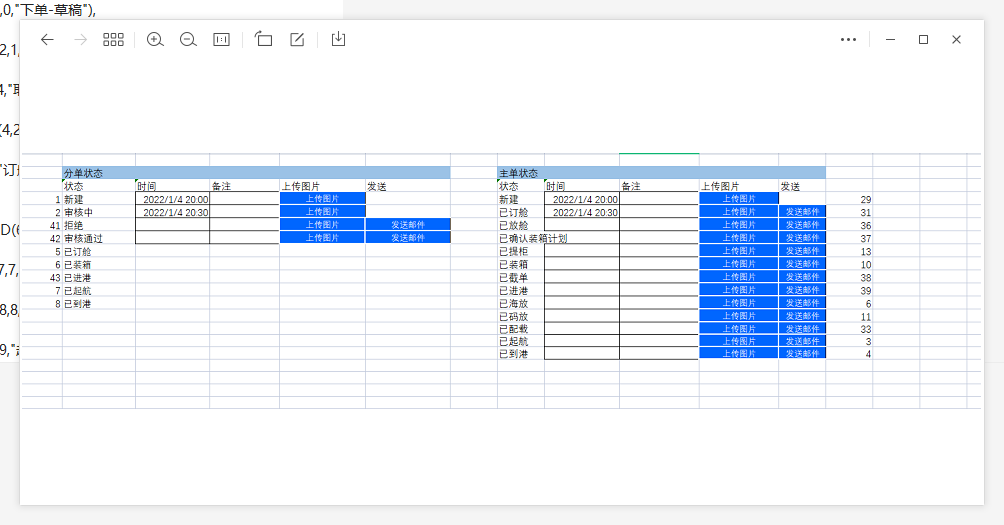 ,0,"下单-草稿"),
2,1,
4,"取
(4,2
"订
D(6
7,7,
8,8,
9,"
1:1
分单状态
状态 时间 备注 上传图片 发送
1 新建 2022/1/4 20:00 上传图片
2 审核中 2022/1/4 20:30 上传图片
41 拒绝 上传图片 发送邮件
42 审核通过 上传图片 发送邮件
5 已订舱
6 已装箱
43 已进港
7 已起航
8 已到港
主单状态
状态 时间 备注 上传图片 发送
新建 2022/1/4 20:00 上传图片 29
已订舱 2022/1/4 20:30 上传图片 发送邮件 31
已放舱 上传图片 发送邮件 36
已确认装箱计划 上传图片 发送邮件 37
已提柜 上传图片 发送邮件 13
已装箱 上传图片 发送邮件 10
已截单 上传图片 发送邮件 38
已进港 上传图片 发送邮件 39
已海放 上传图片 发送邮件 6
已码放 上传图片 发送邮件 11
已配载 上传图片 发送邮件 33
已起航 上传图片 发送邮件 3
已到港 上传图片 发送邮件 4